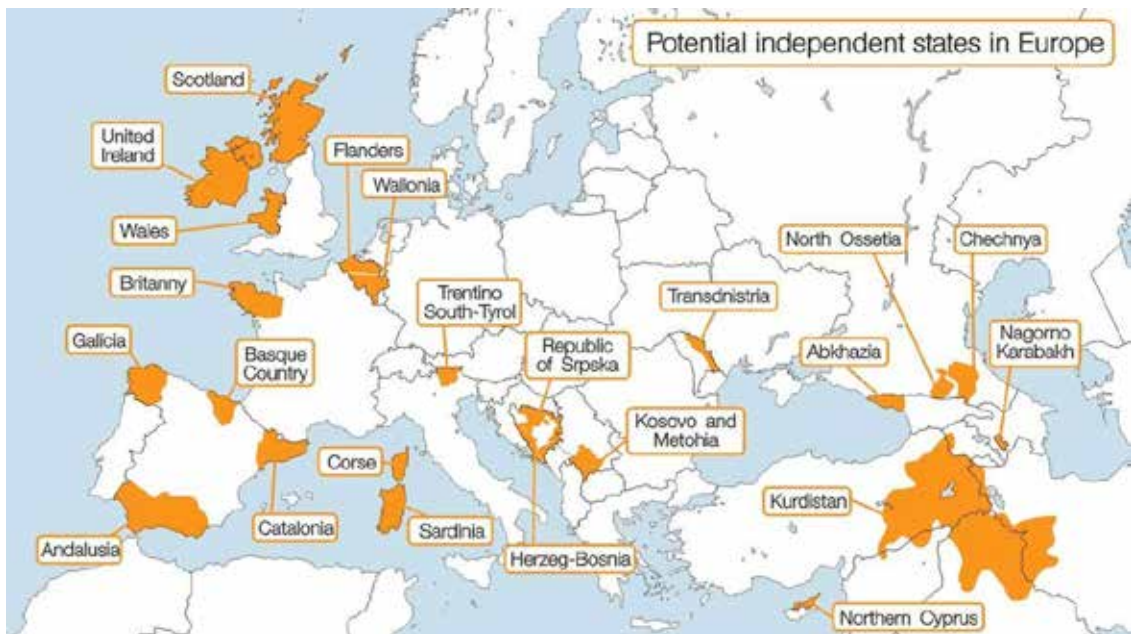 Potential independent states in Europe
Scotland
United
Ireland
Flanders
Wallonia
Wales
North Ossetia
Chechnya
Britanny
Trentino
South-Tyrol
Transdnistria
Nagorno
Karabakh
Galicia
Basque
Country
Republic
of Srpska
Abkhazia
Kosovo and
Metohia
Corse
Kurdistan
Andalusia
Catalonia
Sardinia
Herzeg-Bosnia
Northern Cyprus